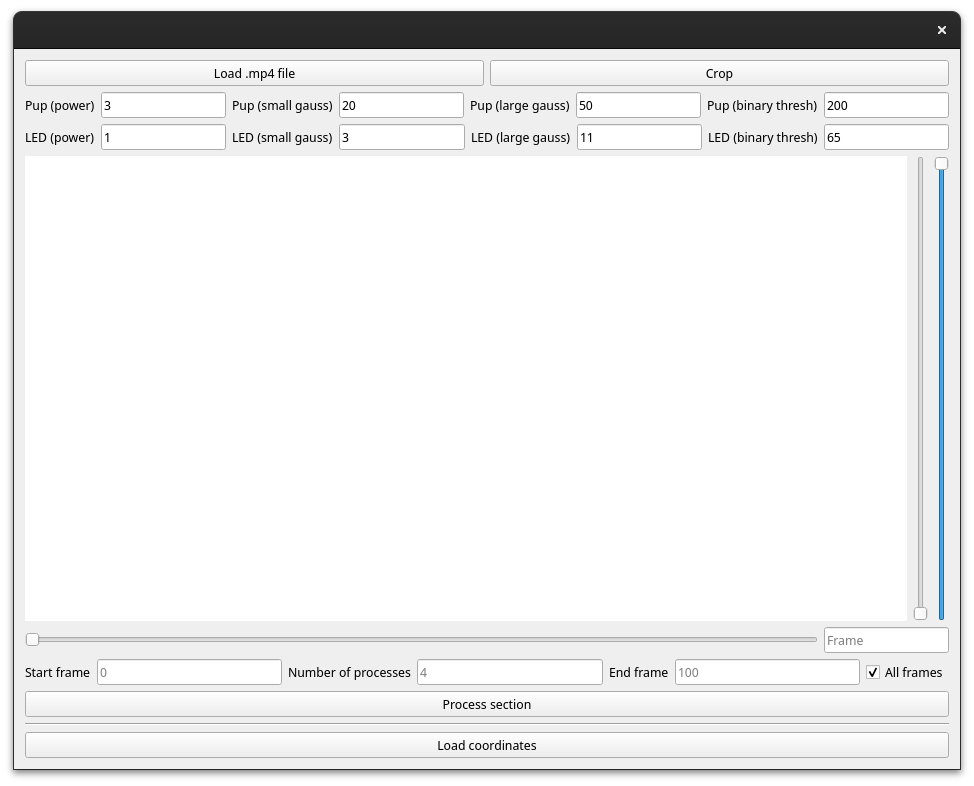 Load .mp4 file Crop
Pup (power) 3 Pup (small gauss) 20 Pup (large gauss) 50 Pup (binary thresh) 200
LED (power) 1 LED (small gauss) 3 LED (large gauss) 11 LED (binary thresh) 65
Frame
Start frame 0 Number of processes 4 End frame 100 All frames
Process section
Load coordinates